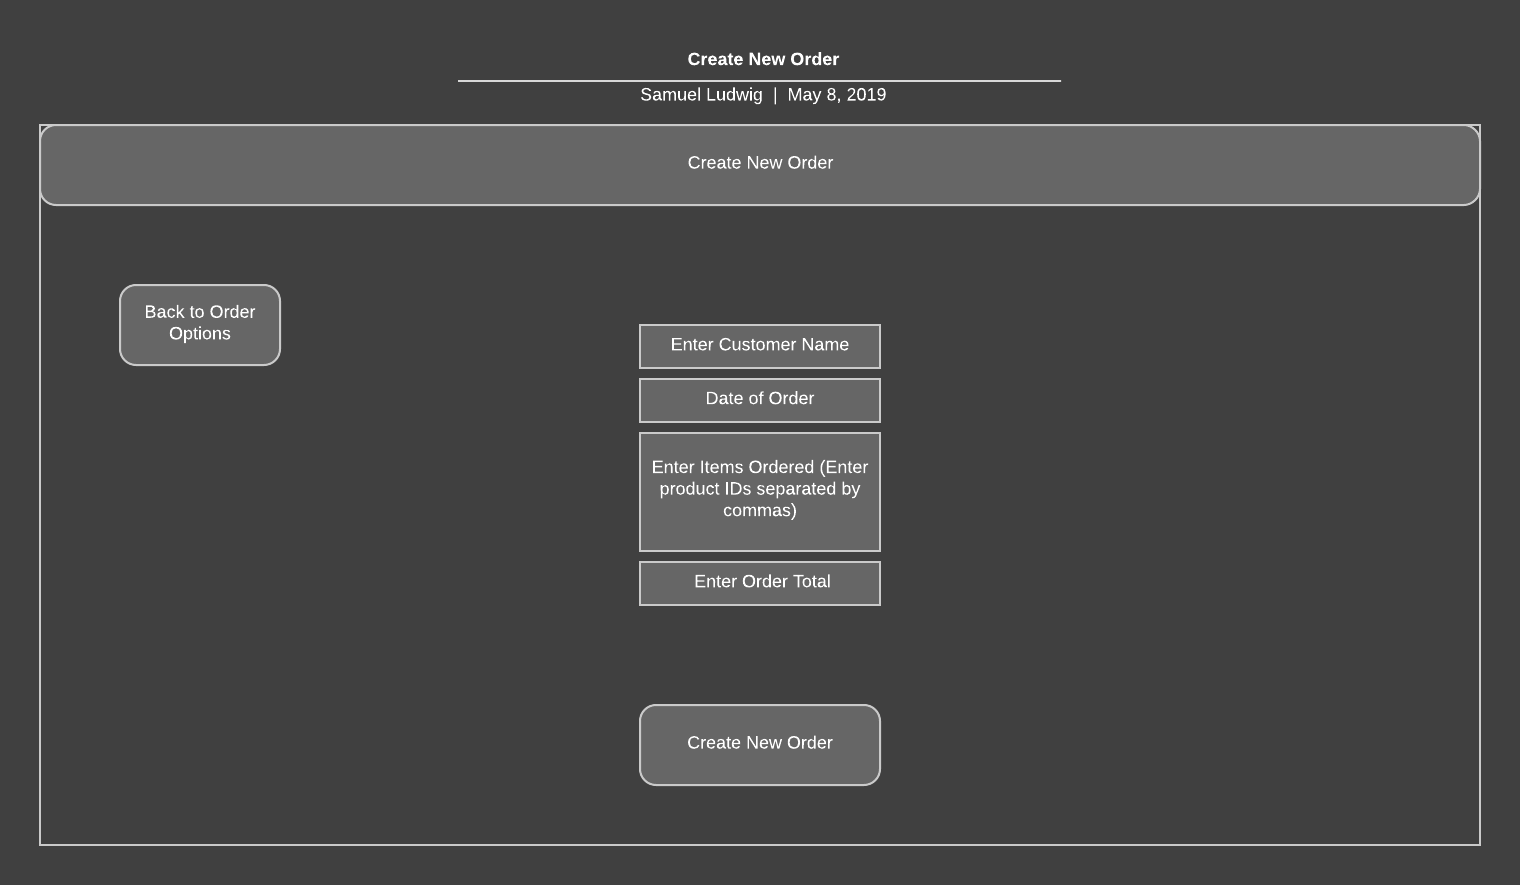 Create New Order
Samuel Ludwig | May 8, 2019
Create New Order
Back to Order
Options
Enter Customer Name
Date of Order
Enter Items Ordered (Enter
product IDs separated by
commas)
Enter Order Total
Create New Order